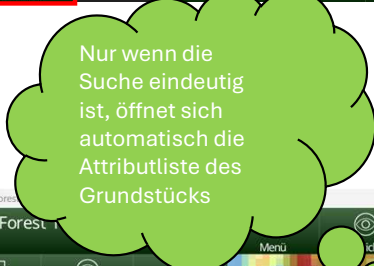 Nur wenn die
Suche eindeutig
ist, öffnet sich
automatisch die
Attributliste des
Grundstücks
Forest
Menü